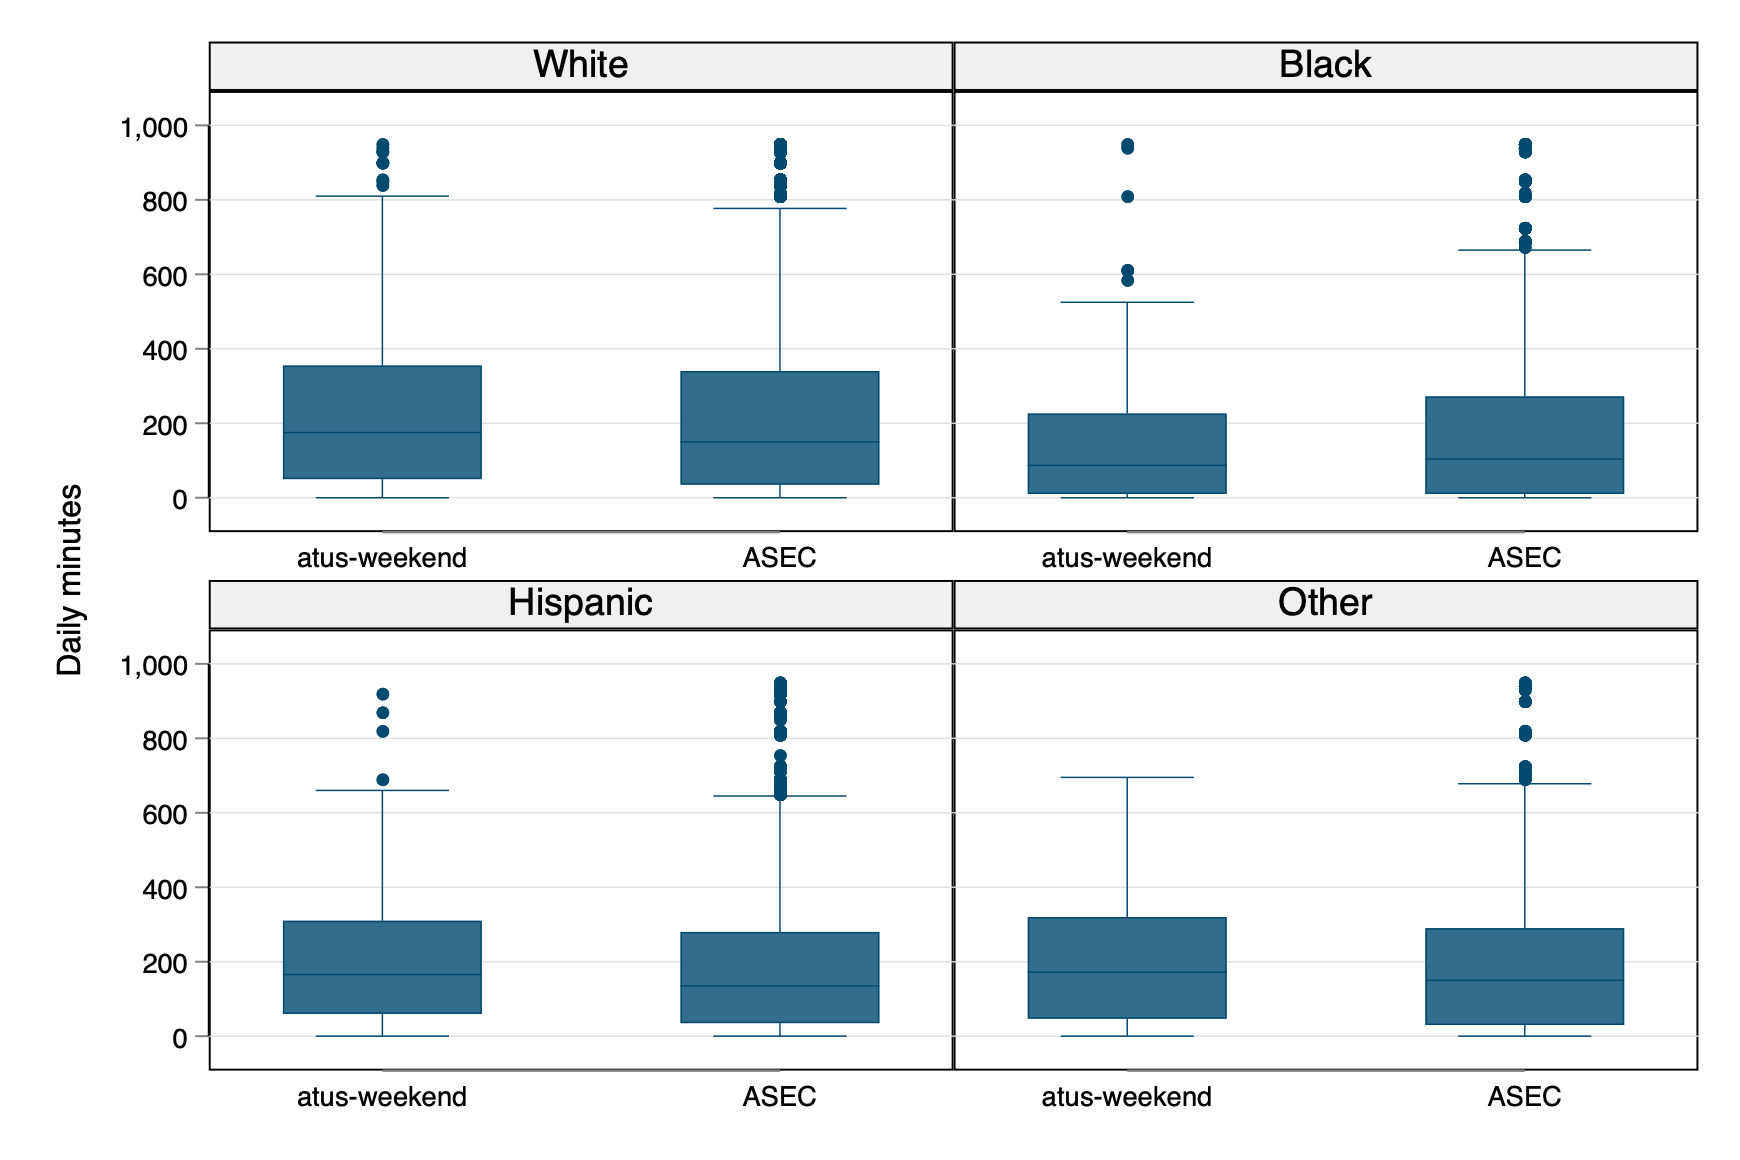 White
Black
1,000
800
600
400
200
0
atus-weekend
ASEC
atus-weekend
ASEC
Daily minutes
Hispanic
Other
1,000
800
600
400
200
0
atus-weekend
ASEC
atus-weekend
ASEC